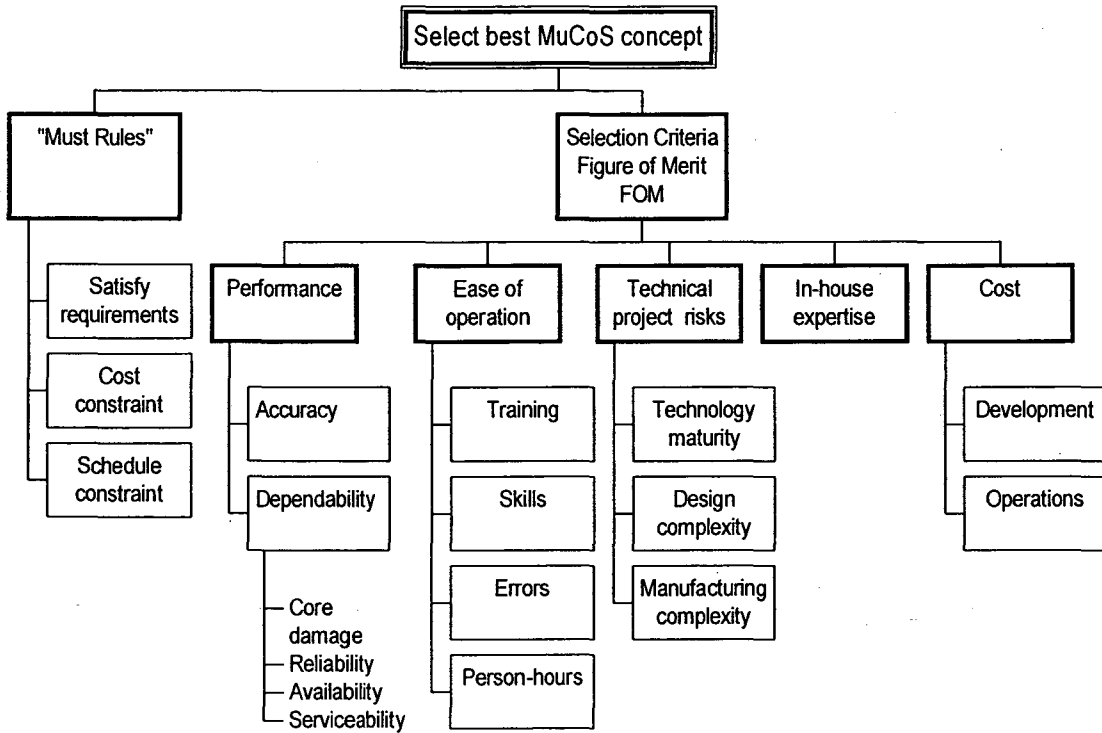 Select best MuCoS concept
"Must Rules"
Selection Criteria
Figure of Merit
FOM
Satisfy
requirements
Cost
constraint
Schedule
constraint
Performance
Accuracy
Dependability
Core
damage
Reliability
Availability
Serviceability
Ease of
operation
Training
Skills
Errors
Person-hours
Technical
project risks
Technology
maturity
Design
complexity
Manufacturing
complexity
In-house
expertise
Cost
Development
Operations